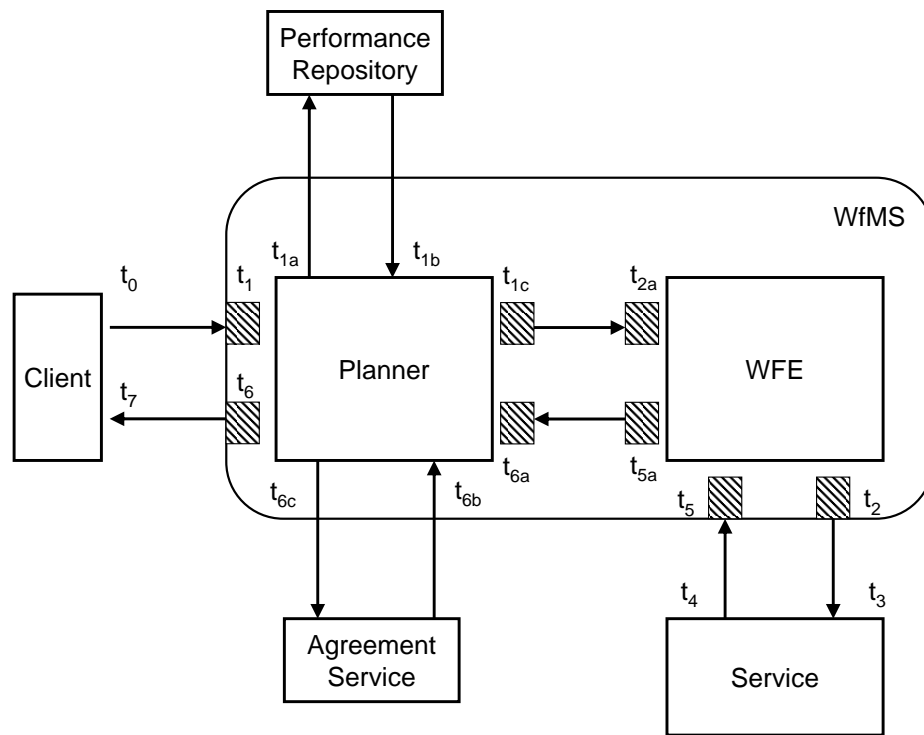 Performance
Repository
WfMS
t1a
t1b
t0
t1
t1c
t2a
Client
Planner
WFE
t7
t6
t6c
t6b
t6a
t5a
t5
t2
t4
t3
Agreement
Service
Service